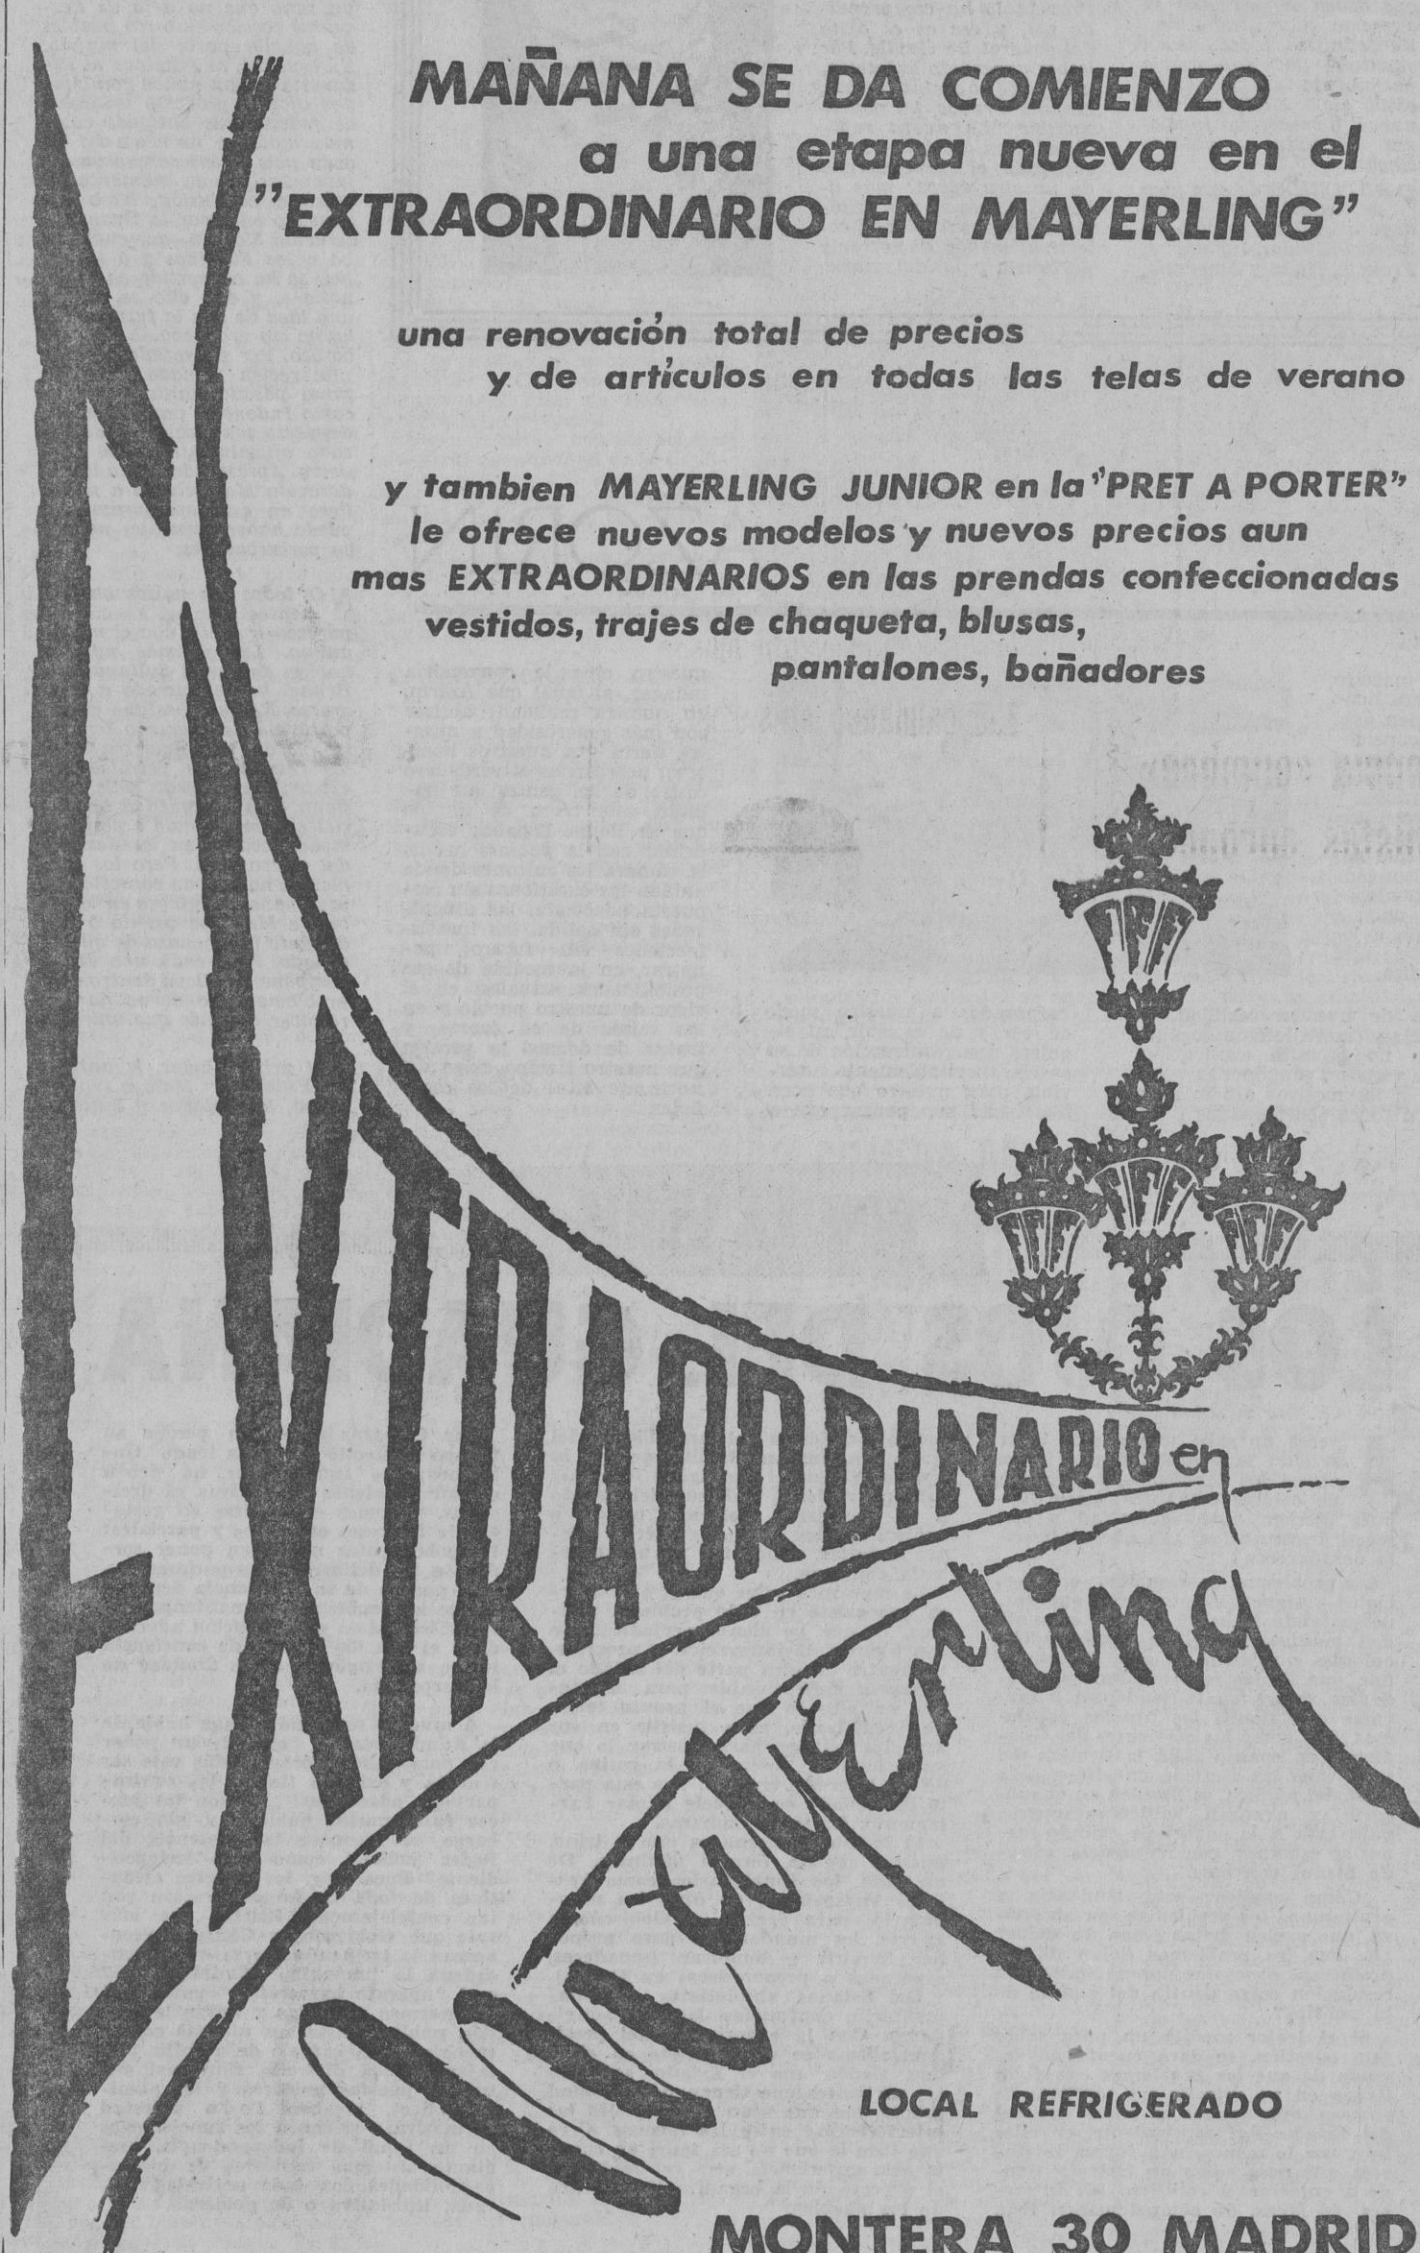 MAÑANA SE DA COMIENZO
a una etapa nueva en el
"EXTRAORDINARIO EN MAYERLING"
una renovación total de precios
y de artículos en todas las telas de verano
y tambien MAYERLING JUNIOR en la "PRET A PORTER"
le ofrece nuevos modelos y nuevos precios aun
mas EXTRAORDINARIOS en las prendas confeccionadas
vestidos, trajes de chaqueta, blusas,
pantalones, bañadores
EXTRAORDINARIO en
Mayerling
LOCAL REFRIGERADO
MONTERA 30 MADRID